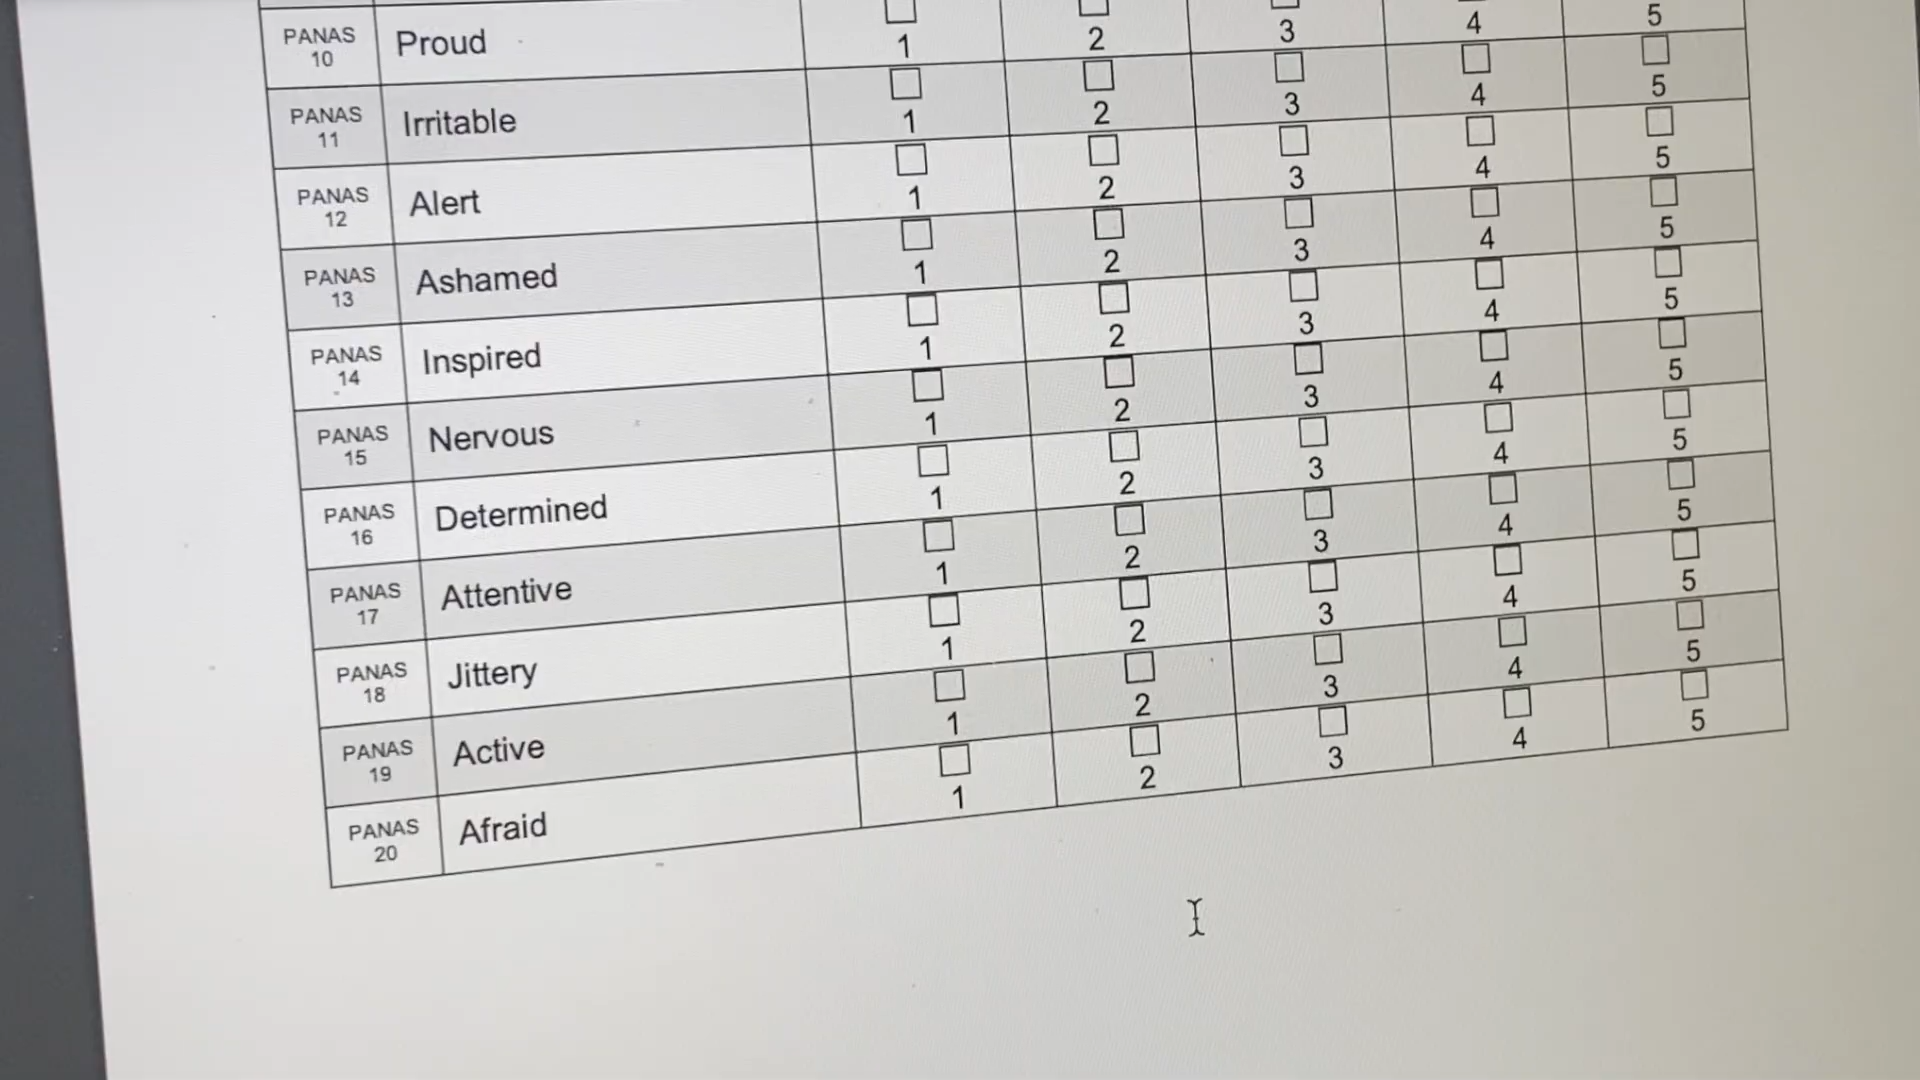 PANAS 10 Proud 1 2 3 4 5
PANAS 11 Irritable 1 2 3 4 5
PANAS 12 Alert 1 2 3 4 5
PANAS 13 Ashamed 1 2 3 4 5
PANAS 14 Inspired 1 2 3 4 5
PANAS 15 Nervous 1 2 3 4 5
PANAS 16 Determined 1 2 3 4 5
PANAS 17 Attentive 1 2 3 4 5
PANAS 18 Jittery 1 2 3 4 5
PANAS 19 Active 1 2 3 4 5
PANAS 20 Afraid 1 2 3 4 5